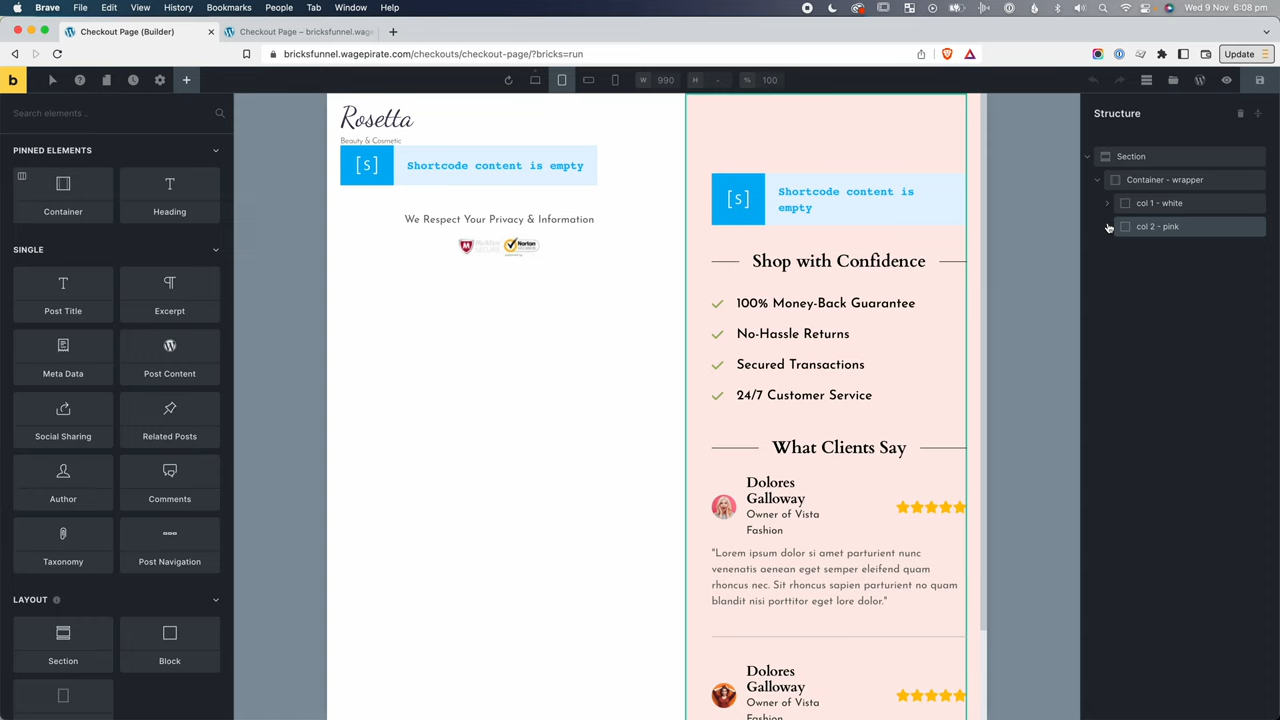 Brave File Edit View History Bookmarks People Tab Window Help Wed 9 Nov 6:08 pm
Checkout Page (Builder) Checkout Page – bricksfunnel.wage
bricksfunnel.wagepirate.com/checkouts/checkout-page/?bricks=run Update
b W 990 H - % 100
Search elements ..
PINNED ELEMENTS
Container Heading
SINGLE
Post Title Excerpt
Meta Data Post Content
Social Sharing Related Posts
Author Comments
Taxonomy Post Navigation
LAYOUT
Section Block
Rosetta
Beauty & Cosmetic
[S] Shortcode content is empty
We Respect Your Privacy & Information
McAfee SECURE Norton
[S] Shortcode content is
empty
Shop with Confidence
100% Money-Back Guarantee
No-Hassle Returns
Secured Transactions
24/7 Customer Service
What Clients Say
Dolores
Galloway
Owner of Vista
Fashion
"Lorem ipsum dolor si amet parturient nunc
venenatis aenean eget semper eleifend quam
rhoncus nec. Sit rhoncus sapien parturient no quam
blandit nisi porttitor eget lore dolor."
Dolores
Galloway
Owner of Vista
Fashion
Structure
Section
Container - wrapper
col 1 - white
col 2 - pink